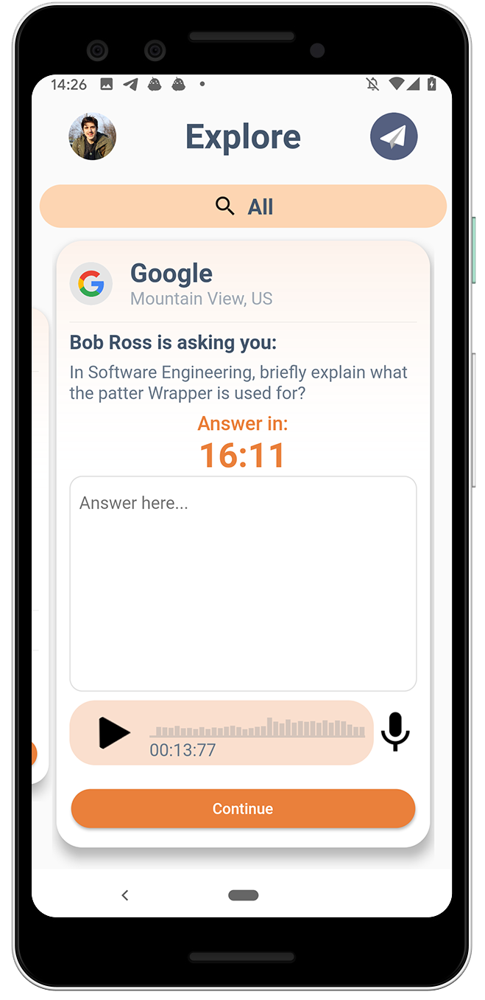 14:26
Explore
All
Google
Mountain View, US
Bob Ross is asking you:
In Software Engineering, briefly explain what
the patter Wrapper is used for?
Answer in:
16:11
Answer here...
00:13:77
Continue